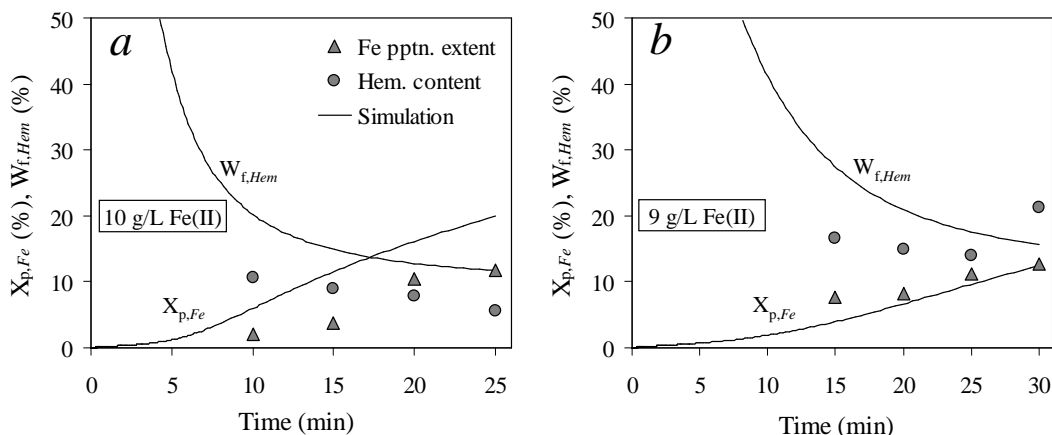 a
Fe pptn. extent
Hem. content
Simulation
W_f,Hem
10 g/L Fe(II)
X_p,Fe
X_p,Fe (%), W_f,Hem (%)
50
40
30
20
10
0
0 5 10 15 20 25
Time (min)
b
W_f,Hem
9 g/L Fe(II)
X_p,Fe
X_p,Fe (%), W_f,Hem (%)
50
40
30
20
10
0
0 5 10 15 20 25 30
Time (min)